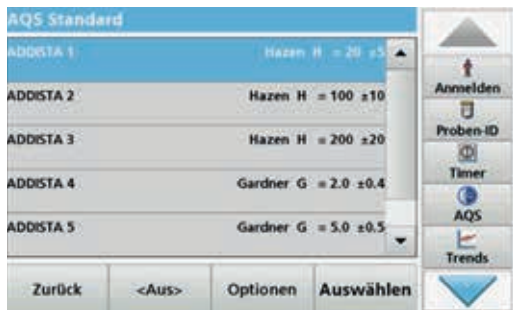 AQS Standard
ADDISTA 1 Hazen H = 20 ±5
ADDISTA 2 Hazen H = 100 ±10
ADDISTA 3 Hazen H = 200 ±20
ADDISTA 4 Gardner G = 2.0 ±0.4
ADDISTA 5 Gardner G = 5.0 ±0.5
Anmelden
Proben-ID
Timer
AQS
Trends
Zurück <Aus> Optionen Auswählen